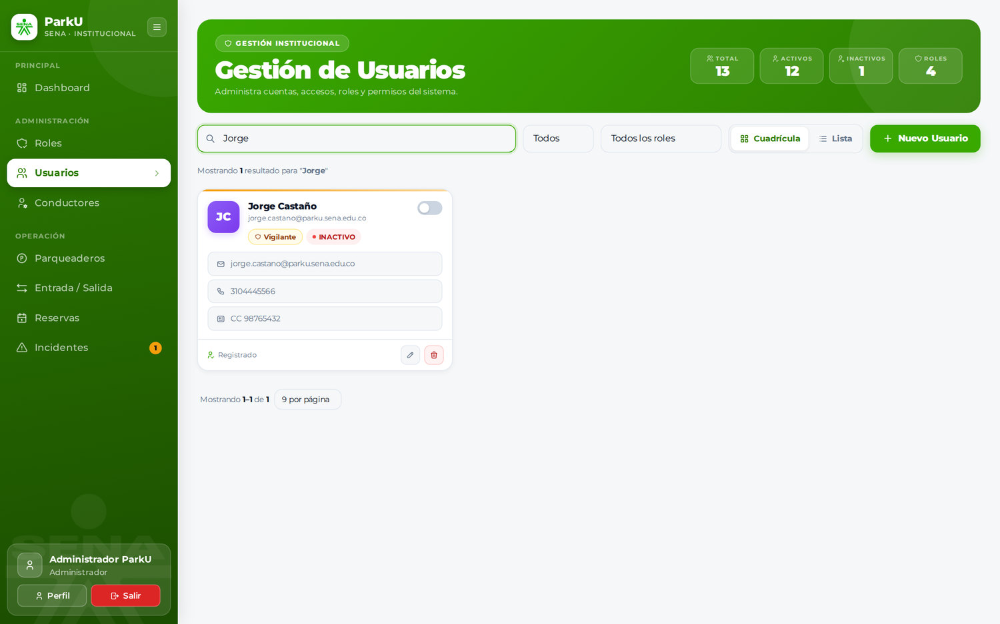 SENA
ParkU
SENA · INSTITUCIONAL
PRINCIPAL
Dashboard
ADMINISTRACIÓN
Roles
Usuarios
Conductores
OPERACIÓN
Parqueaderos
Entrada / Salida
Reservas
Incidentes 1
SENA
Administrador ParkU
Administrador
Perfil Salir
GESTIÓN INSTITUCIONAL
Gestión de Usuarios
Administra cuentas, accesos, roles y permisos del sistema.
TOTAL
13
ACTIVOS
12
INACTIVOS
1
ROLES
4
Jorge Todos Todos los roles Cuadrícula Lista + Nuevo Usuario
Mostrando 1 resultado para "Jorge"
JC
Jorge Castaño
jorge.castano@parku.sena.edu.co
Vigilante INACTIVO
jorge.castano@parku.sena.edu.co
3104445566
CC 98765432
Registrado
Mostrando 1–1 de 1 9 por página